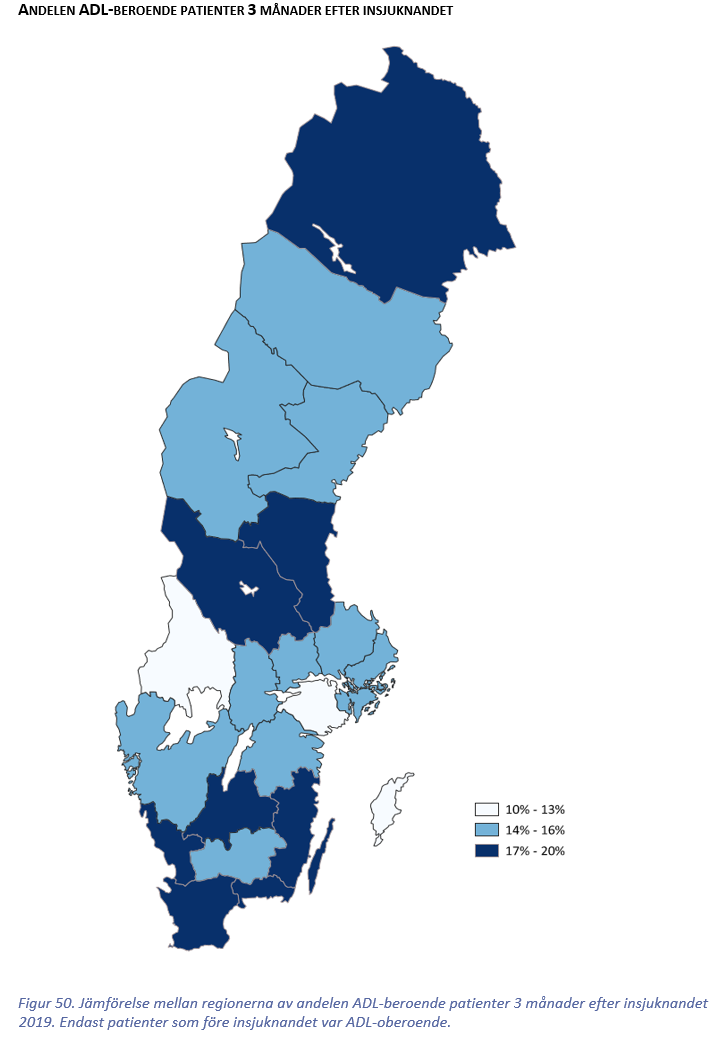 ANDELEN ADL-BEROENDE PATIENTER 3 MÅNADER EFTER INSJUKNANDET
10% - 13%
14% - 16%
17% - 20%
Figur 50. Jämförelse mellan regionerna av andelen ADL-beroende patienter 3 månader efter insjuknandet
2019. Endast patienter som före insjuknandet var ADL-oberoende.